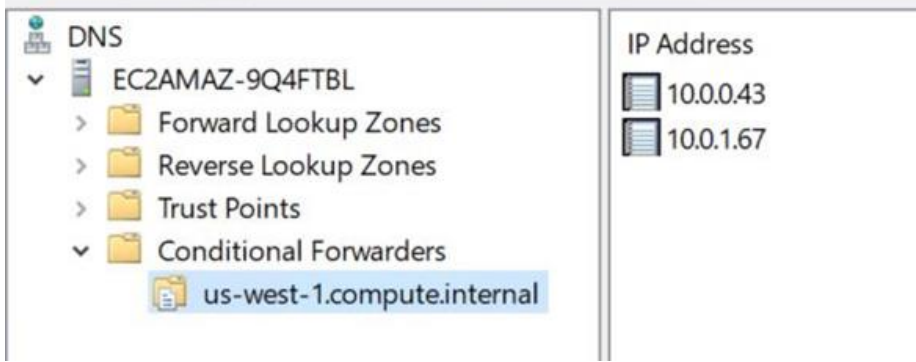 DNS
EC2AMAZ-9Q4FTBL
Forward Lookup Zones
Reverse Lookup Zones
Trust Points
Conditional Forwarders
us-west-1.compute.internal
IP Address
10.0.0.43
10.0.1.67